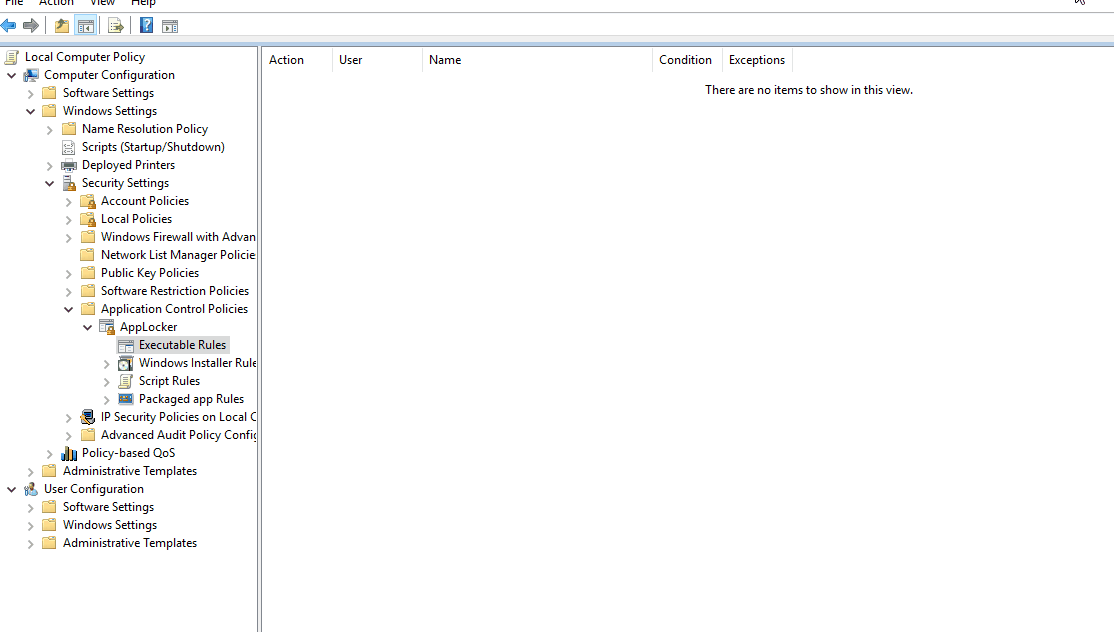 File Action View Help
Local Computer Policy
Computer Configuration
Software Settings
Windows Settings
Name Resolution Policy
Scripts (Startup/Shutdown)
Deployed Printers
Security Settings
Account Policies
Local Policies
Windows Firewall with Advan
Network List Manager Policie
Public Key Policies
Software Restriction Policies
Application Control Policies
AppLocker
Executable Rules
Windows Installer Rule
Script Rules
Packaged app Rules
IP Security Policies on Local C
Advanced Audit Policy Config
Policy-based QoS
Administrative Templates
User Configuration
Software Settings
Windows Settings
Administrative Templates
Action User Name Condition Exceptions
There are no items to show in this view.